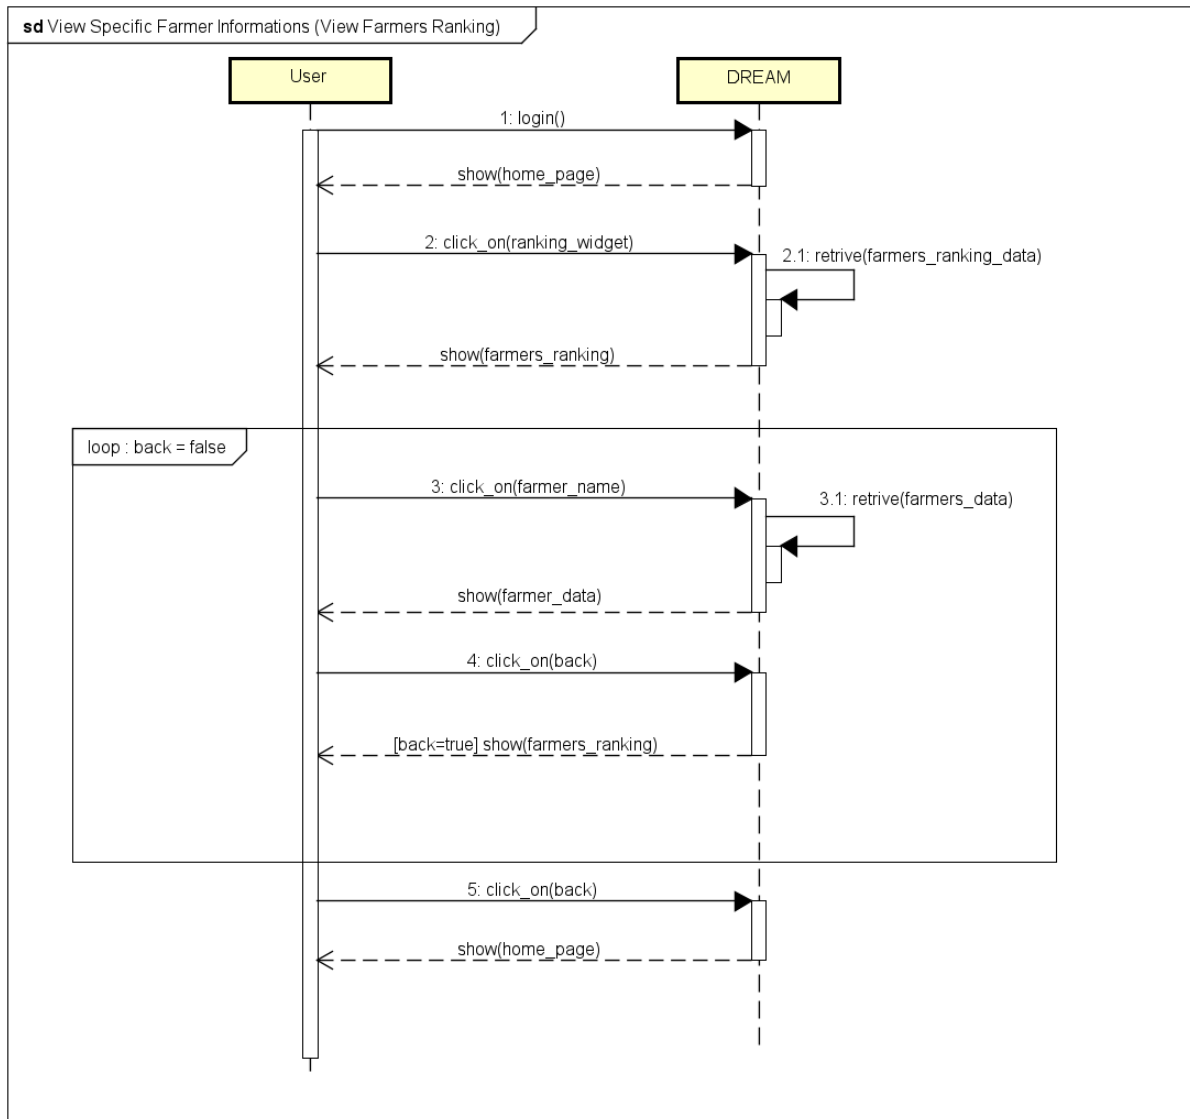 sd View Specific Farmer Informations (View Farmers Ranking)
User
DREAM
1: login()
show(home_page)
2: click_on(ranking_widget)
2.1: retrive(farmers_ranking_data)
show(farmers_ranking)
loop : back = false
3: click_on(farmer_name)
3.1: retrive(farmers_data)
show(farmer_data)
4: click_on(back)
[back=true] show(farmers_ranking)
5: click_on(back)
show(home_page)